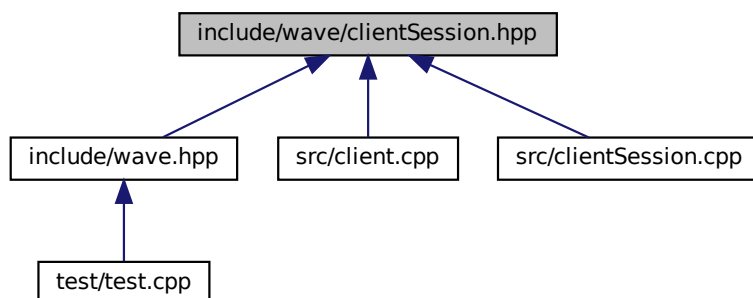 include/wave/clientSession.hpp
include/wave.hpp
src/client.cpp
src/clientSession.cpp
test/test.cpp